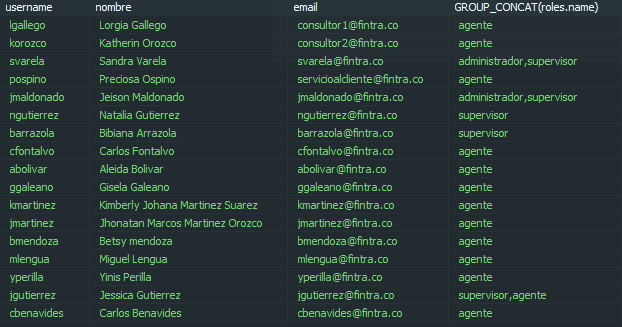 username nombre email GROUP_CONCAT(roles.name)
lgallego Lorgia Gallego consultor1@fintra.co agente
korozco Katherin Orozco consultor2@fintra.co agente
svarela Sandra Varela svarela@fintra.co administrador,supervisor
pospino Preciosa Ospino servicioalcliente@fintra.co agente
jmaldonado Jeison Maldonado jmaldonado@fintra.co administrador,supervisor
ngutierrez Natalia Gutierrez ngutierrez@fintra.co supervisor
barrazola Bibiana Arrazola barrazola@fintra.co supervisor
cfontalvo Carlos Fontalvo cfontalvo@fintra.co agente
abolivar Aleida Bolivar abolivar@fintra.co agente
ggaleano Gisela Galeano ggaleano@fintra.co agente
kmartinez Kimberly Johana Martinez Suarez kmartinez@fintra.co agente
jmartinez Jhonatan Marcos Martinez Orozco jmartinez@fintra.co agente
bmendoza Betsy mendoza bmendoza@fintra.co agente
mlengua Miguel Lengua mlengua@fintra.co agente
yperilla Yinis Perilla yperilla@fintra.co agente
jgutierrez Jessica Gutierrez jgutierrez@fintra.co supervisor,agente
cbenavides Carlos Benavides cbenavides@fintra.co agente